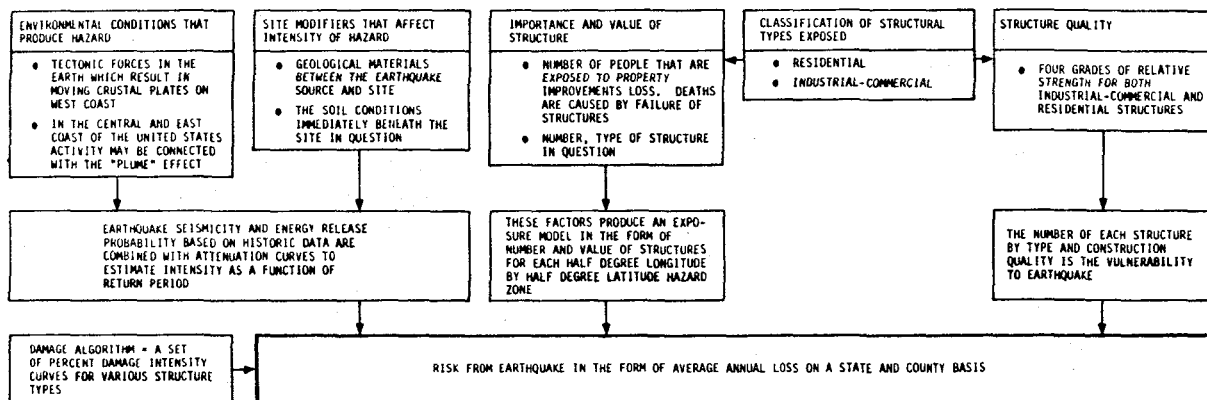 ENVIRONMENTAL CONDITIONS THAT
PRODUCE HAZARD
• TECTONIC FORCES IN THE
EARTH WHICH RESULT IN
MOVING CRUSTAL PLATES ON
WEST COAST
• IN THE CENTRAL AND EAST
COAST OF THE UNITED STATES
ACTIVITY MAY BE CONNECTED
WITH THE "PLUME" EFFECT
SITE MODIFIERS THAT AFFECT
INTENSITY OF HAZARD
• GEOLOGICAL MATERIALS
BETWEEN THE EARTHQUAKE
SOURCE AND SITE
• THE SOIL CONDITIONS
IMMEDIATELY BENEATH THE
SITE IN QUESTION
IMPORTANCE AND VALUE OF
STRUCTURE
• NUMBER OF PEOPLE THAT ARE
EXPOSED TO PROPERTY
IMPROVEMENTS LOSS. DEATHS
ARE CAUSED BY FAILURE OF
STRUCTURES
• NUMBER, TYPE OF STRUCTURE
IN QUESTION
CLASSIFICATION OF STRUCTURAL
TYPES EXPOSED
• RESIDENTIAL
• INDUSTRIAL-COMMERCIAL
STRUCTURE QUALITY
• FOUR GRADES OF RELATIVE
STRENGTH FOR BOTH
INDUSTRIAL-COMMERCIAL AND
RESIDENTIAL STRUCTURES
EARTHQUAKE SEISMICITY AND ENERGY RELEASE
PROBABILITY BASED ON HISTORIC DATA ARE
COMBINED WITH ATTENUATION CURVES TO
ESTIMATE INTENSITY AS A FUNCTION OF
RETURN PERIOD
THESE FACTORS PRODUCE AN EXPO-
SURE MODEL IN THE FORM OF
NUMBER AND VALUE OF STRUCTURES
FOR EACH HALF DEGREE LONGITUDE
BY HALF DEGREE LATITUDE HAZARD
ZONE
THE NUMBER OF EACH STRUCTURE
BY TYPE AND CONSTRUCTION
QUALITY IS THE VULNERABILITY
TO EARTHQUAKE
DAMAGE ALGORITHM = A SET
OF PERCENT DAMAGE INTENSITY
CURVES FOR VARIOUS STRUCTURE
TYPES
RISK FROM EARTHQUAKE IN THE FORM OF AVERAGE ANNUAL LOSS ON A STATE AND COUNTY BASIS